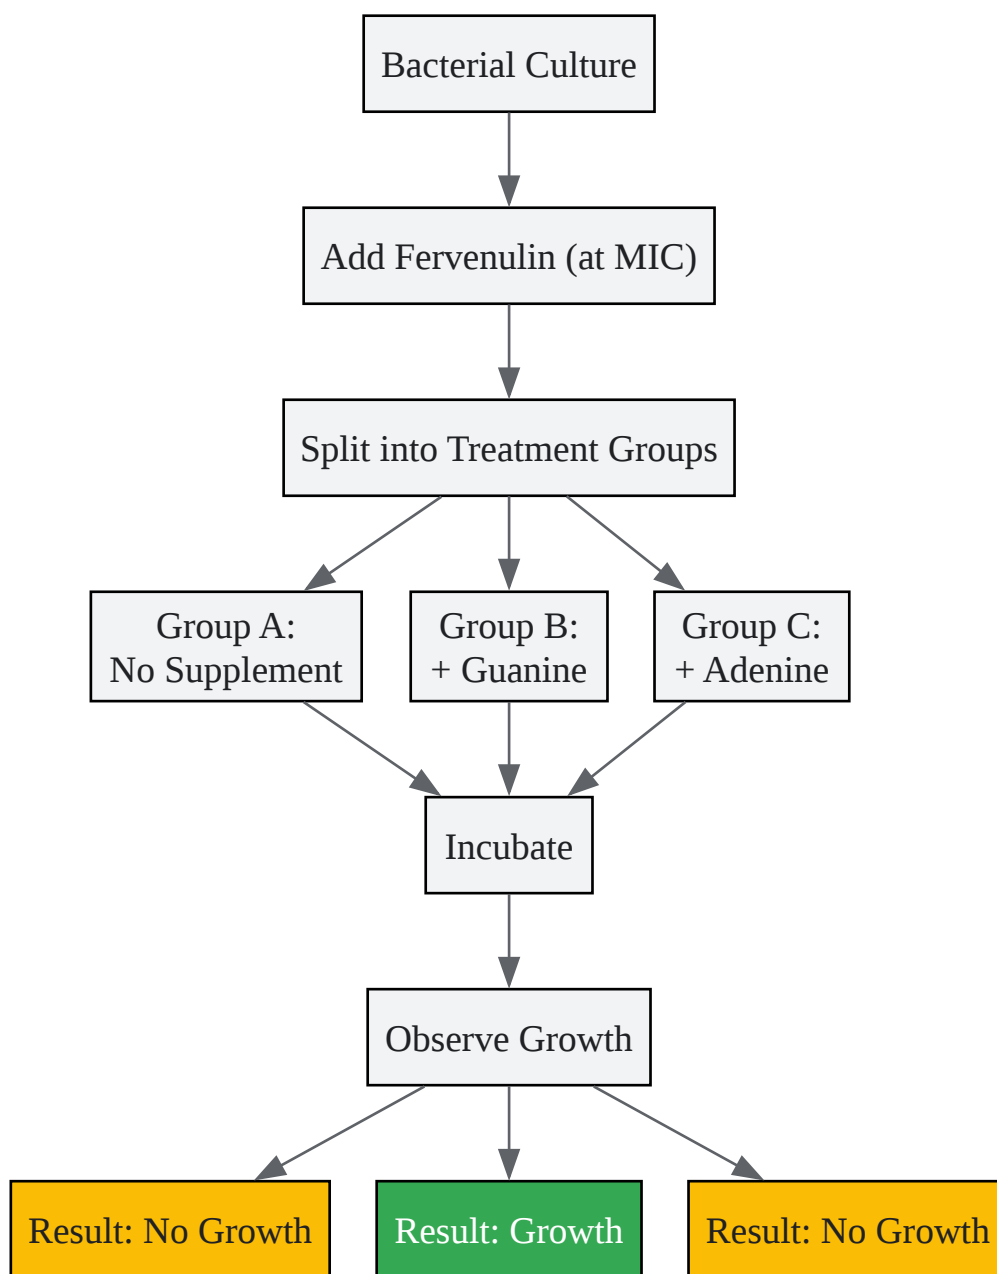 Bacterial Culture
Add Fervenulin (at MIC)
Split into Treatment Groups
Group A:
No Supplement
Group B:
+ Guanine
Group C:
+ Adenine
Incubate
Observe Growth
Result: No Growth
Result: Growth
Result: No Growth